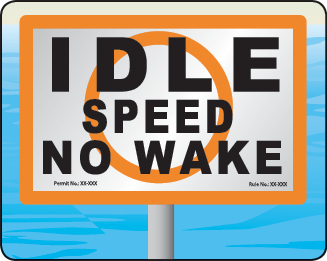 IDLE
SPEED
NO WAKE
Permit No.: XX-XXX Rule No.: XX-XXX